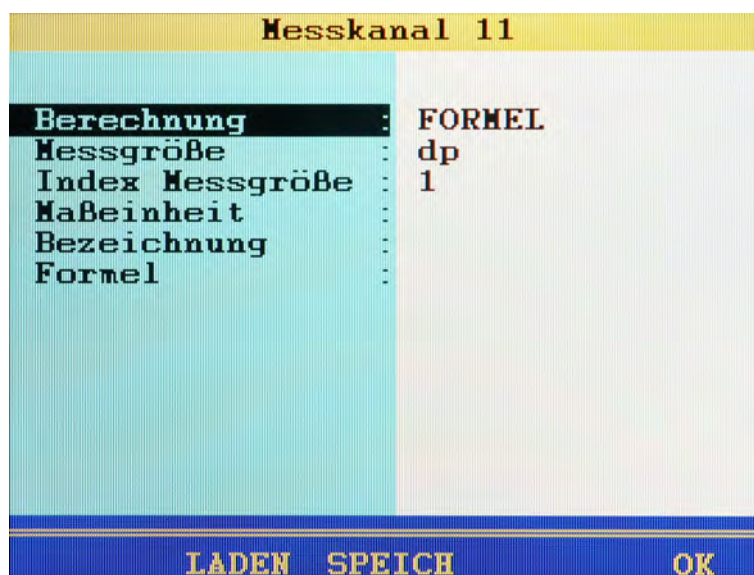 Messkanal 11
Berechnung : FORMEL
Messgröße : dp
Index Messgröße : 1
Maßeinheit :
Bezeichnung :
Formel :
LADEN SPEICH OK